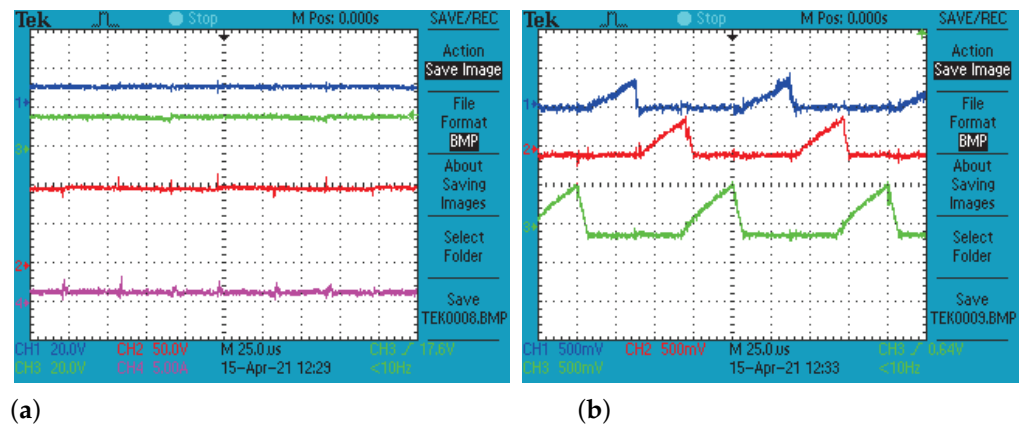 Tek Stop M Pos: 0.000s SAVE/REC
Action
Save Image
File
Format
BMP
About
Saving
Images
Select
Folder
Save
TEK0008.BMP
1
3
2
4
CH1 20.0V CH2 50.0V M 25.0us CH3 17.6V
CH3 20.0V CH4 5.00A 15-Apr-21 12:29 <10Hz
(a)
Tek Stop M Pos: 0.000s SAVE/REC
Action
Save Image
File
Format
BMP
About
Saving
Images
Select
Folder
Save
TEK0009.BMP
1
2
3
CH1 500mV CH2 500mV M 25.0us CH3 0.64V
CH3 500mV 15-Apr-21 12:33 <10Hz
(b)